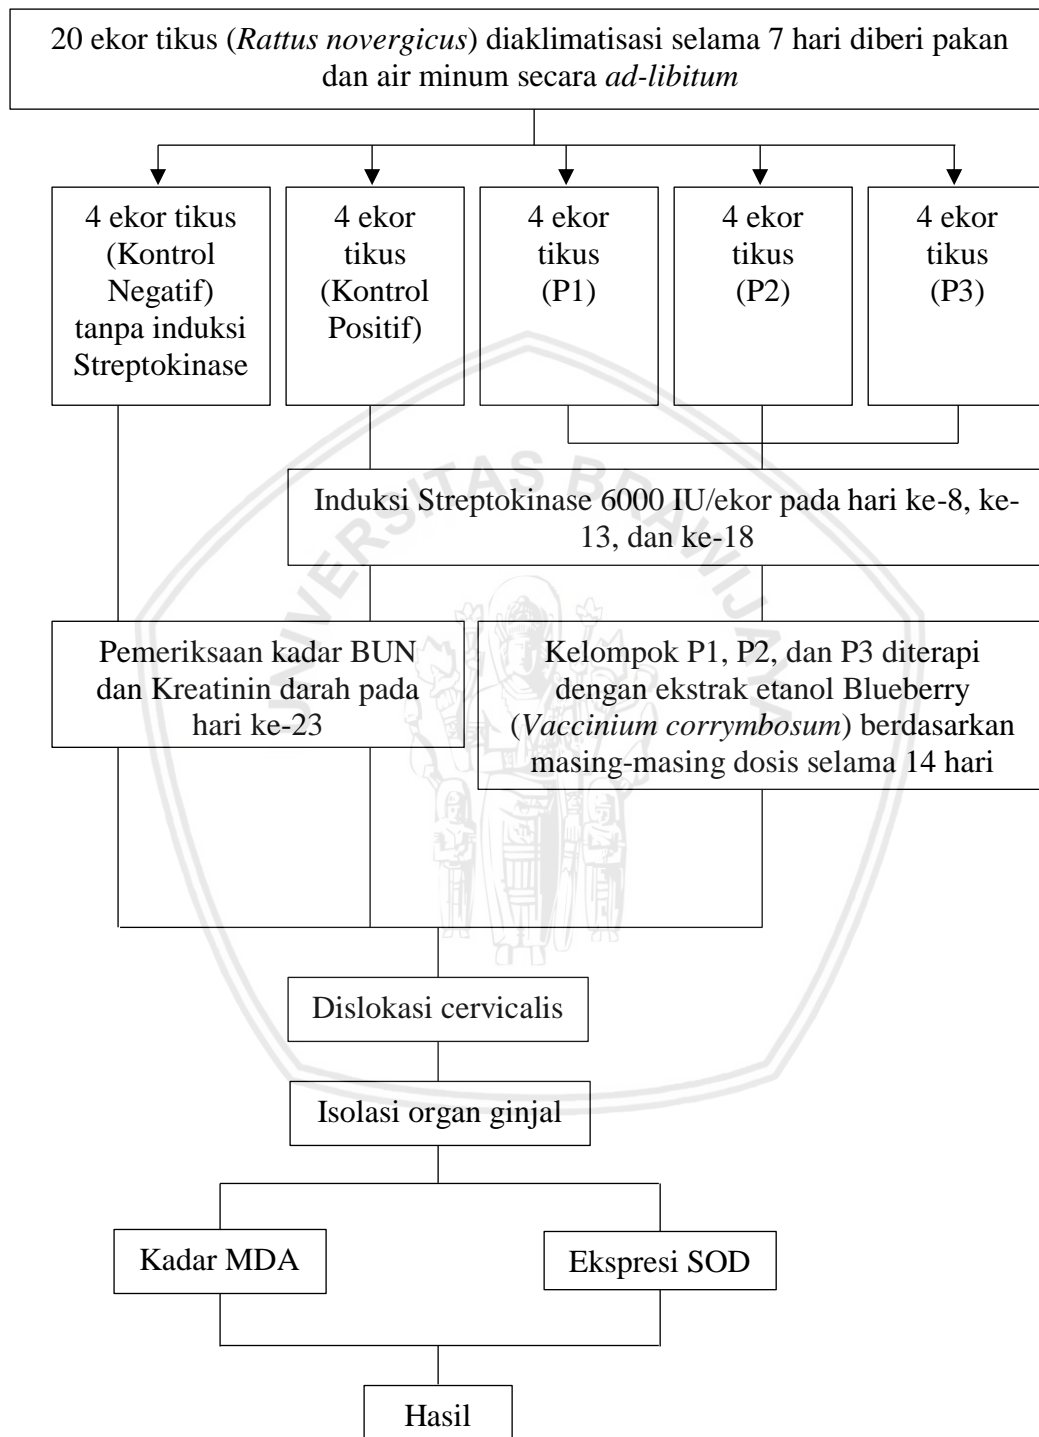 20 ekor tikus (Rattus novergicus) diaklimatisasi selama 7 hari diberi pakan
dan air minum secara ad-libitum
4 ekor tikus
(Kontrol
Negatif)
tanpa induksi
Streptokinase
4 ekor
tikus
(Kontrol
Positif)
4 ekor
tikus
(P1)
4 ekor
tikus
(P2)
4 ekor
tikus
(P3)
UNIVERSITAS BRAWIJAYA
Induksi Streptokinase 6000 IU/ekor pada hari ke-8, ke-
13, dan ke-18
Pemeriksaan kadar BUN
dan Kreatinin darah pada
hari ke-23
Kelompok P1, P2, dan P3 diterapi
dengan ekstrak etanol Blueberry
(Vaccinium corrymbosum) berdasarkan
masing-masing dosis selama 14 hari
Dislokasi cervicalis
Isolasi organ ginjal
Kadar MDA
Ekspresi SOD
Hasil